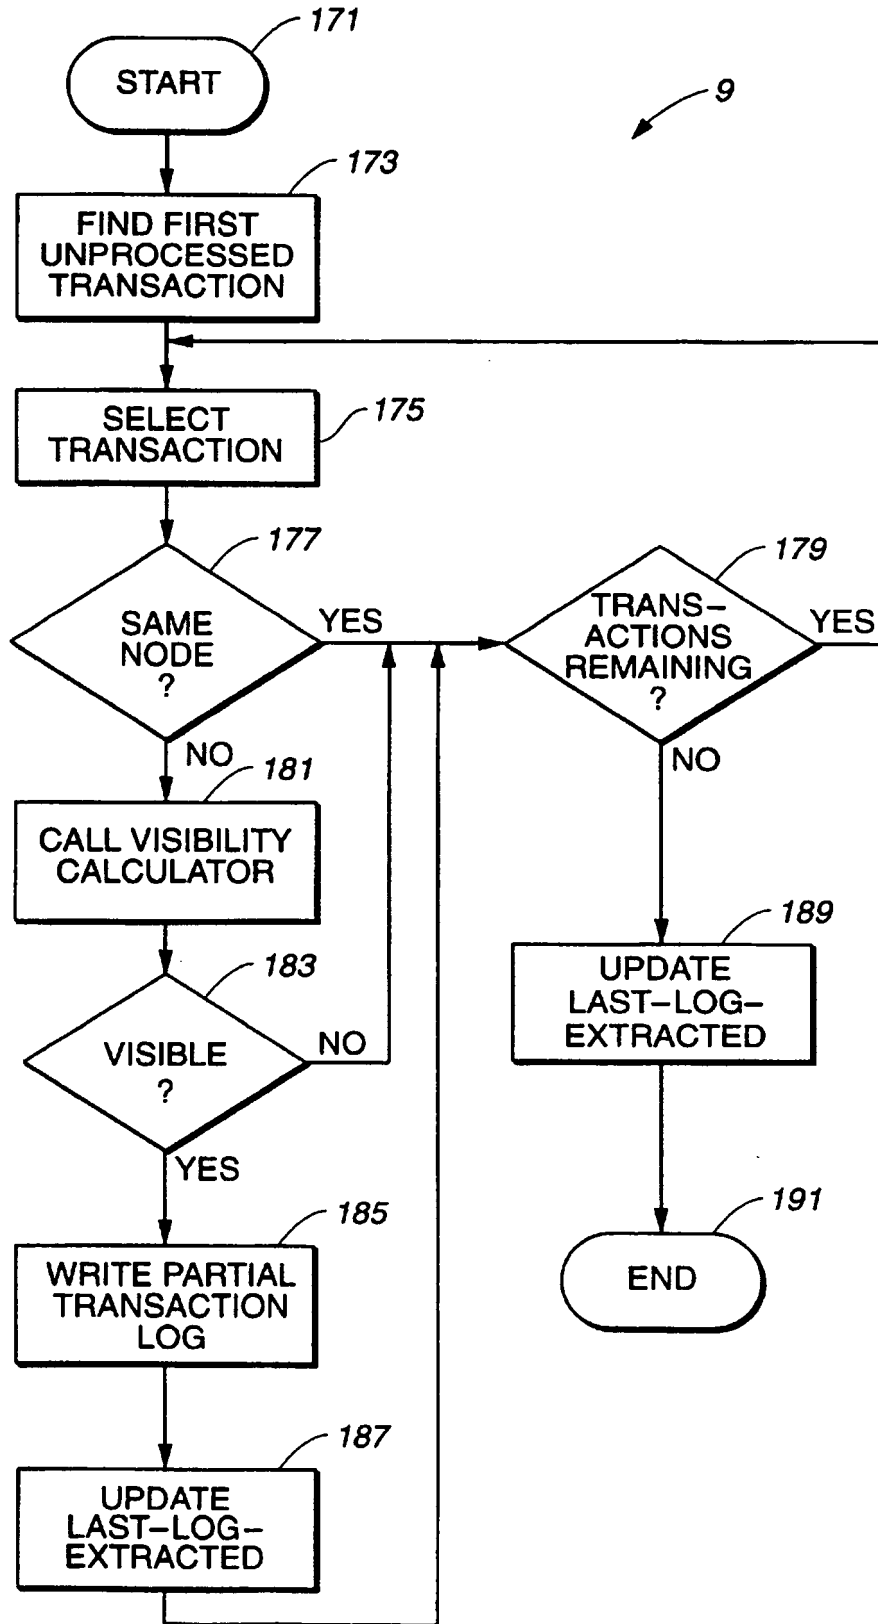 171
START
9
173
FIND FIRST
UNPROCESSED
TRANSACTION
SELECT
TRANSACTION
175
177
SAME
NODE
?
YES
NO
179
TRANS-
ACTIONS
REMAINING
?
YES
NO
181
CALL VISIBILITY
CALCULATOR
183
VISIBLE
?
NO
YES
189
UPDATE
LAST-LOG-
EXTRACTED
185
WRITE PARTIAL
TRANSACTION
LOG
191
END
187
UPDATE
LAST-LOG-
EXTRACTED